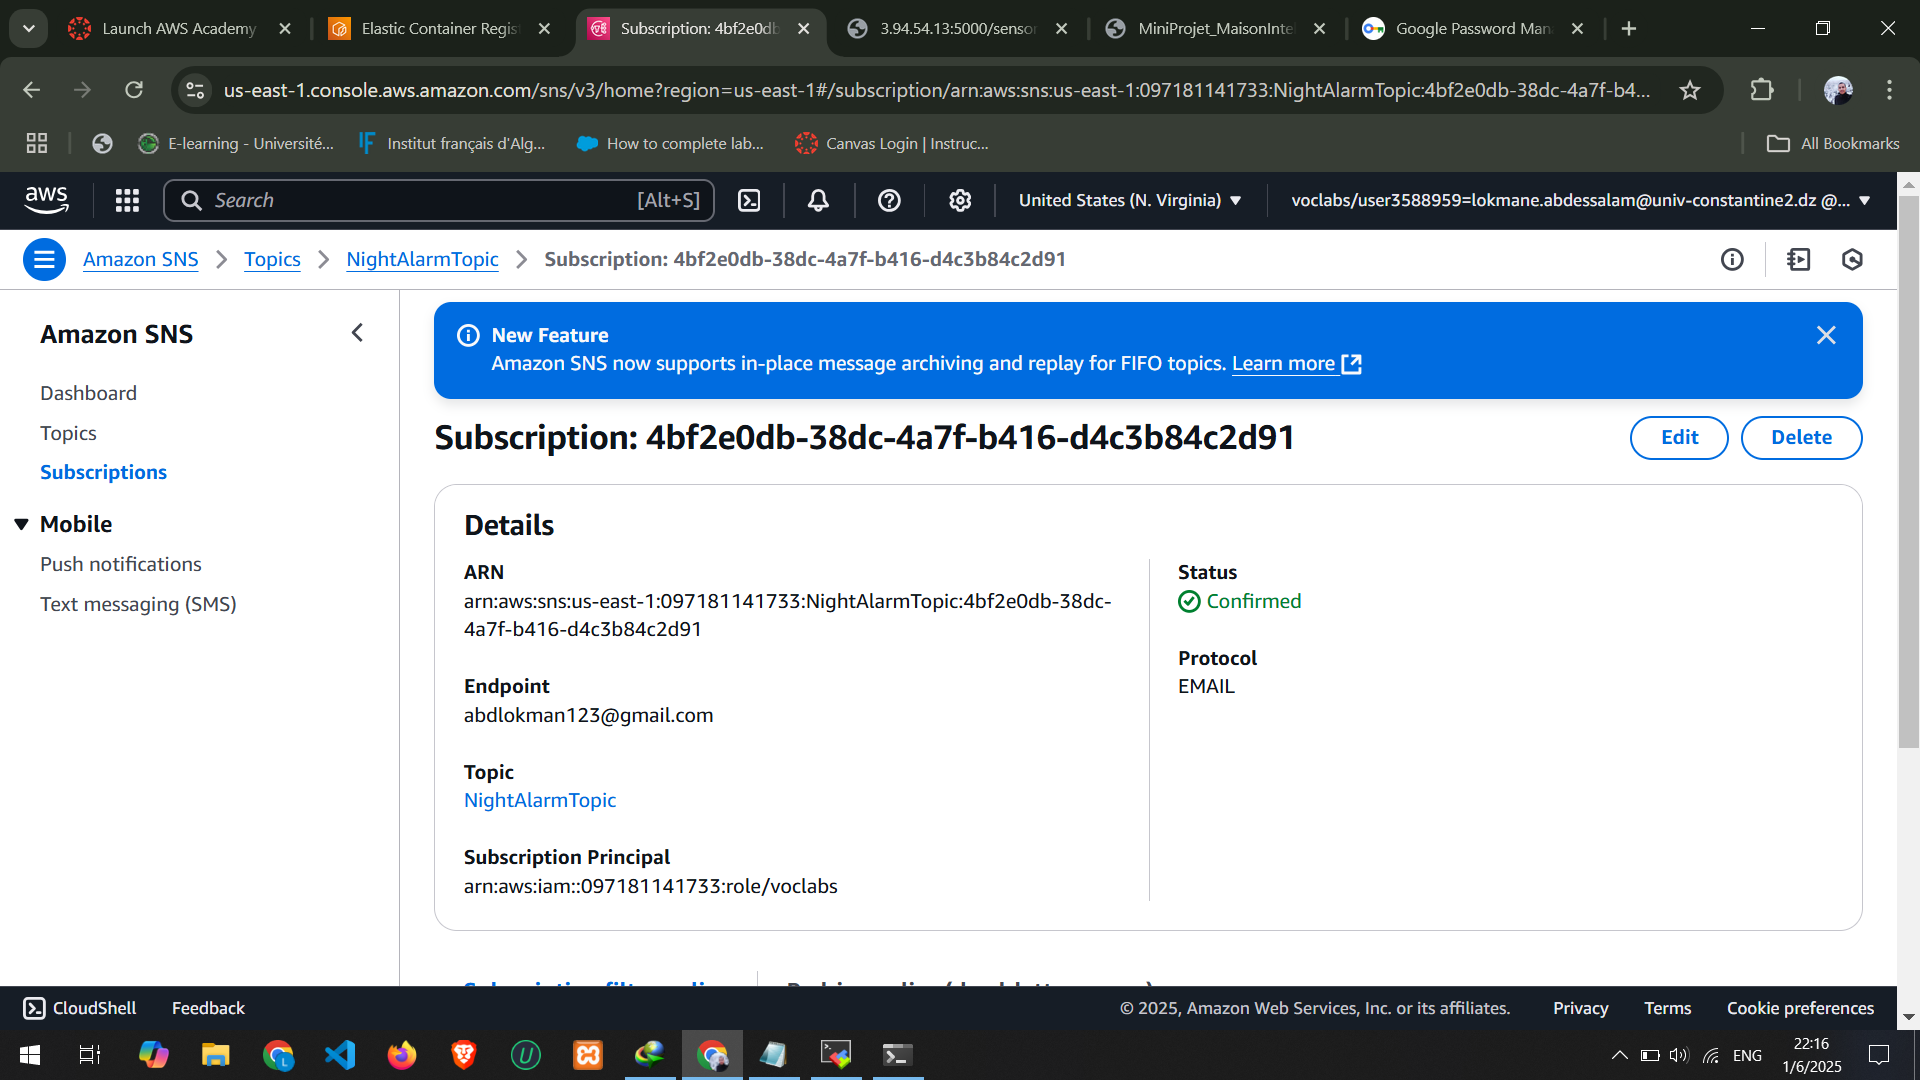 Launch AWS Academy
Elastic Container Regist
Subscription: 4bf2e0db
3.94.54.13:5000/sensor
MiniProjet_MaisonIntel
Google Password Mana
us-east-1.console.aws.amazon.com/sns/v3/home?region=us-east-1#/subscription/arn:aws:sns:us-east-1:097181141733:NightAlarmTopic:4bf2e0db-38dc-4a7f-b4...
E-learning - Université...
Institut français d'Alg...
How to complete lab...
Canvas Login | Instruc...
All Bookmarks
aws
Search
[Alt+S]
United States (N. Virginia)
voclabs/user3588959=lokmane.abdessalam@univ-constantine2.dz @...
Amazon SNS
Topics
NightAlarmTopic
Subscription: 4bf2e0db-38dc-4a7f-b416-d4c3b84c2d91
Amazon SNS
Dashboard
Topics
Subscriptions
Mobile
Push notifications
Text messaging (SMS)
New Feature
Amazon SNS now supports in-place message archiving and replay for FIFO topics. Learn more
Subscription: 4bf2e0db-38dc-4a7f-b416-d4c3b84c2d91
Edit
Delete
Details
ARN
arn:aws:sns:us-east-1:097181141733:NightAlarmTopic:4bf2e0db-38dc-
4a7f-b416-d4c3b84c2d91
Endpoint
abdlokman123@gmail.com
Topic
NightAlarmTopic
Subscription Principal
arn:aws:iam::097181141733:role/voclabs
Status
Confirmed
Protocol
EMAIL
CloudShell
Feedback
© 2025, Amazon Web Services, Inc. or its affiliates.
Privacy
Terms
Cookie preferences
ENG
22:16
1/6/2025